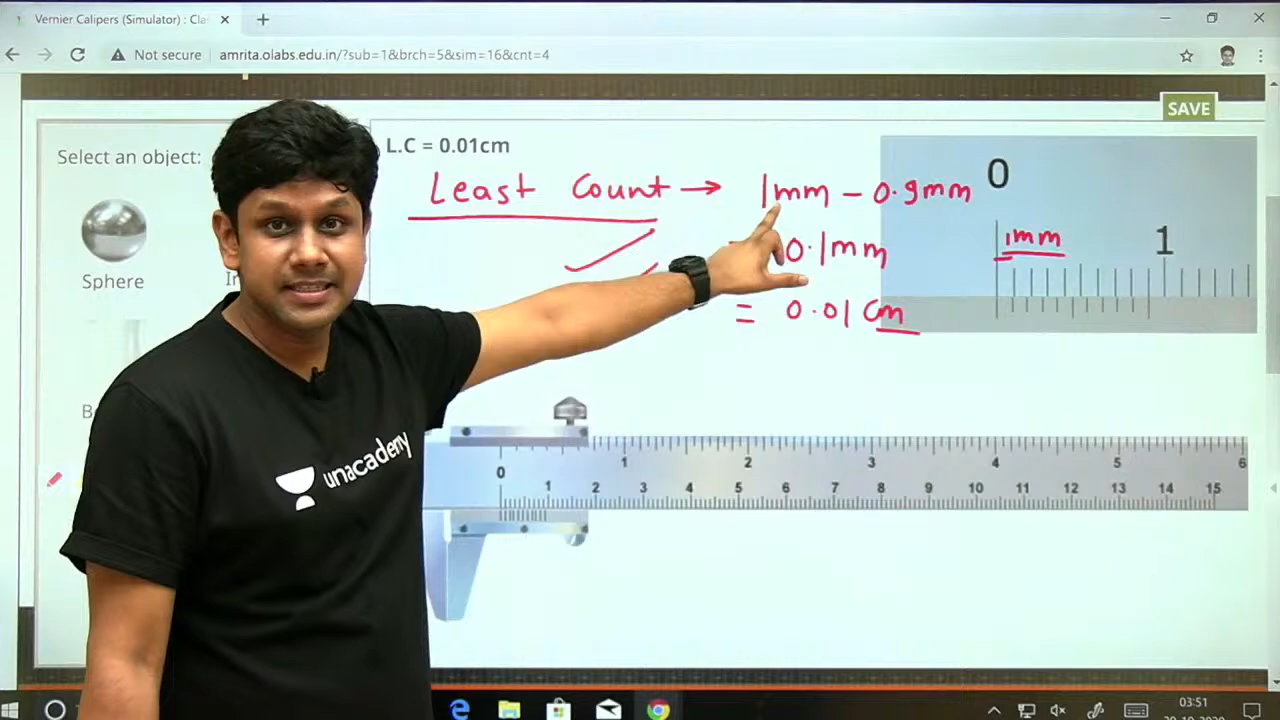 Vernier Calipers (Simulator) : Cla
Not secure
amrita.olabs.edu.in/?sub=1&brch=5&sim=16&cnt=4
SAVE
Select an object:
L.C = 0.01cm
Least Count → 1mm - 0.9mm
0.1mm
= 0.01 cm
0
1mm
1
Sphere
0 1 2 3 4 5 6
1 2 3 4 5 6 7 8 9 10 11 12 13 14 15
unacademy
03:51